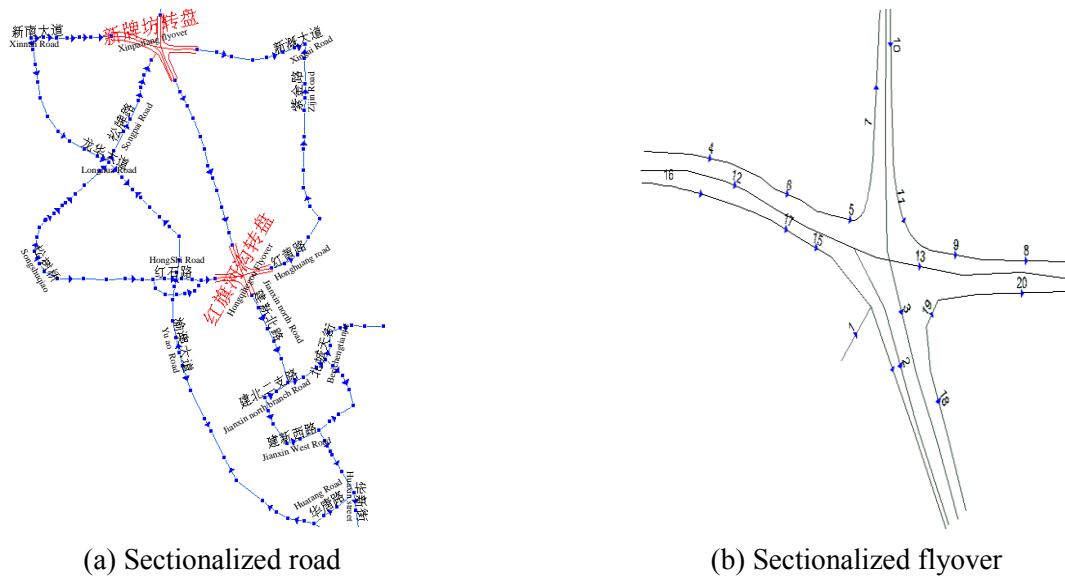 新南大道
Xinnan Road
新牌坊转盘
Xinpaifang flyover
新溉大道
Xingai Road
紫金路
Zijin Road
松牌路
Songpai Road
龙华大道
Longhua Road
松树桥
Songshuqiao
HongShi Road
红石路
红旗河沟转盘
Hongqihegou Flyover
红黄路
Honghuang road
建新北路
Jianxin north Road
渝澳大道
Yu ao Road
北城天街
Beichengtianjie
建北二支路
Jianxin north branch Road
建新西路
Jianxin West Road
Huatang Road
华唐路
华新街
Huaxin street
(a) Sectionalized road
10
7
4
12
16
6
5
11
17
15
9
8
13
20
3
19
1
2
18
(b) Sectionalized flyover